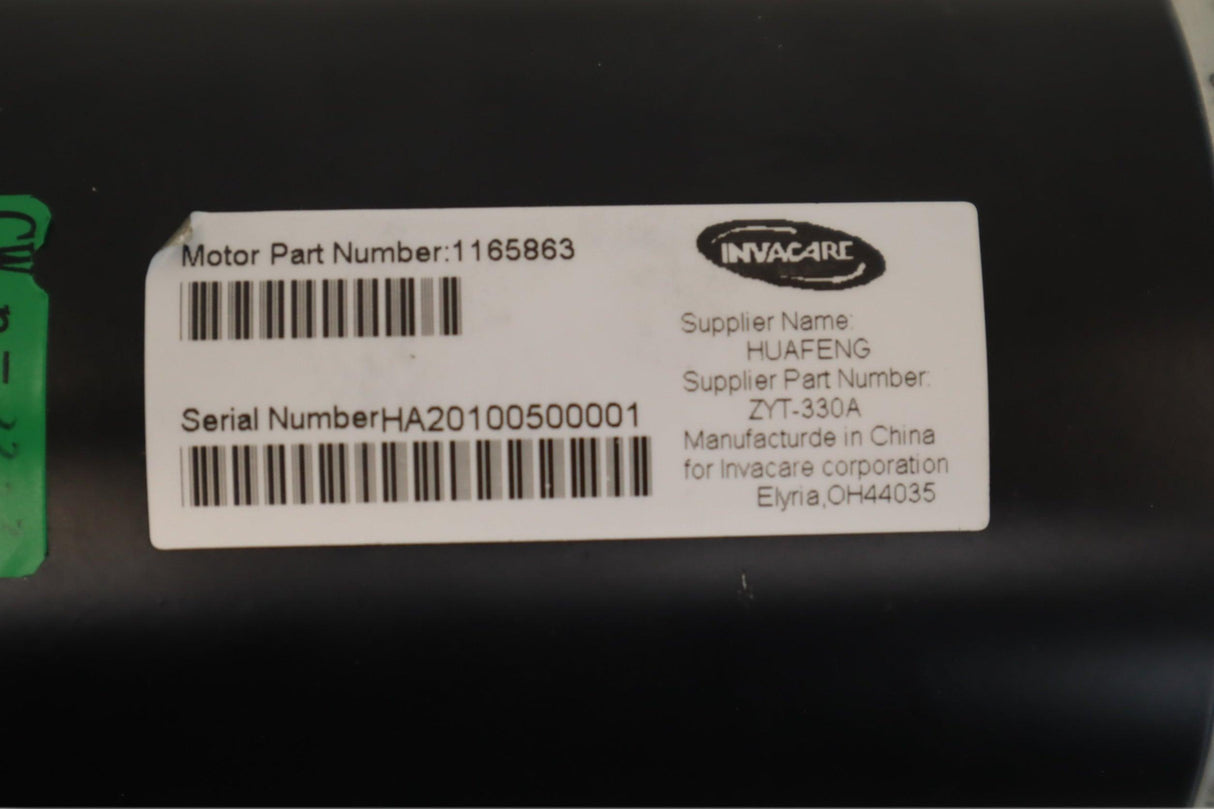 Motor Part Number:1165863
INVACARE
Supplier Name:
HUAFENG
Supplier Part Number:
ZYT-330A
Serial NumberHA20100500001
Manufacturde in China
for Invacare corporation
Elyria,OH44035
CW